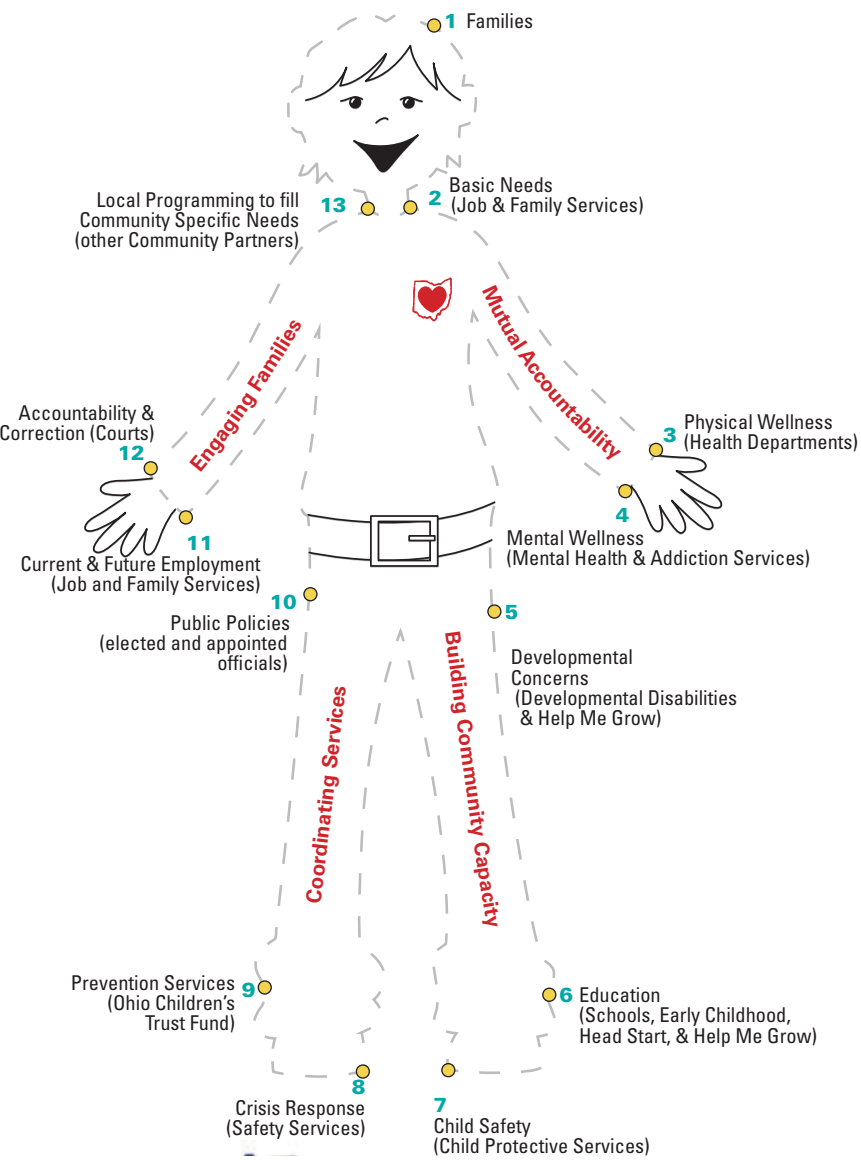 1 Families
2 Basic Needs
(Job & Family Services)
13 Local Programming to fill
Community Specific Needs
(other Community Partners)
Engaging Families
Mutual Accountability
3 Physical Wellness
(Health Departments)
Accountability &
Correction (Courts)
12
4
Mental Wellness
(Mental Health & Addiction Services)
11
Current & Future Employment
(Job and Family Services)
10
Public Policies
(elected and appointed
officials)
5
Developmental
Concerns
(Developmental Disabilities
& Help Me Grow)
Coordinating Services
Building Community Capacity
Prevention Services
(Ohio Children's
Trust Fund)
9
6 Education
(Schools, Early Childhood,
Head Start, & Help Me Grow)
8
Crisis Response
(Safety Services)
7
Child Safety
(Child Protective Services)